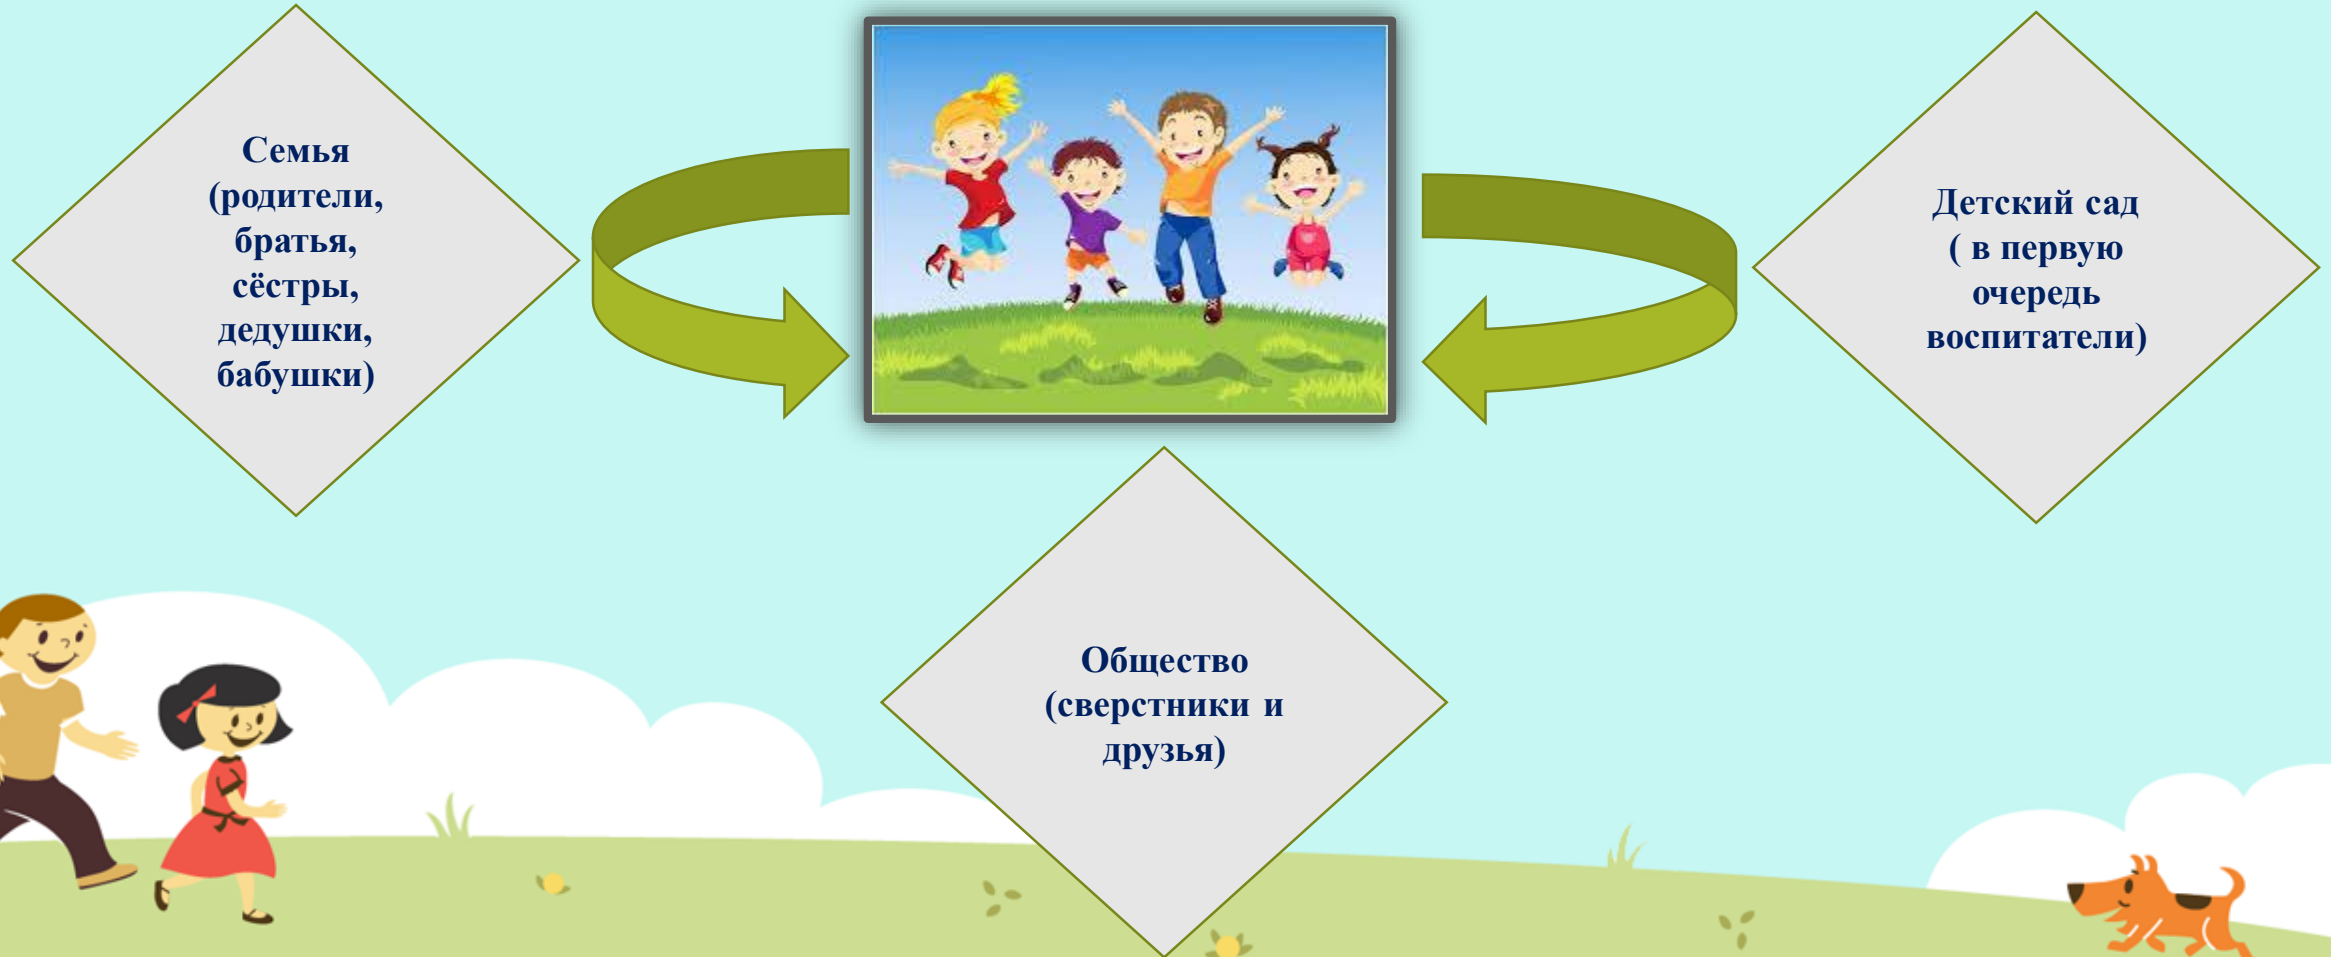 Семья
(родители,
братья,
сёстры,
дедушки,
бабушки)
Детский сад
( в первую
очередь
воспитатели)
Общество
(сверстники и
друзья)